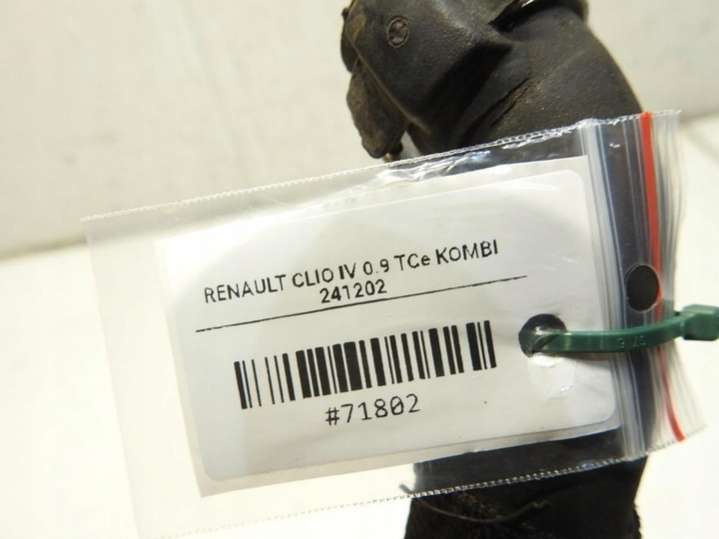 RENAULT CLIO IV 0.9 TCe KOMBI
241202
#71802